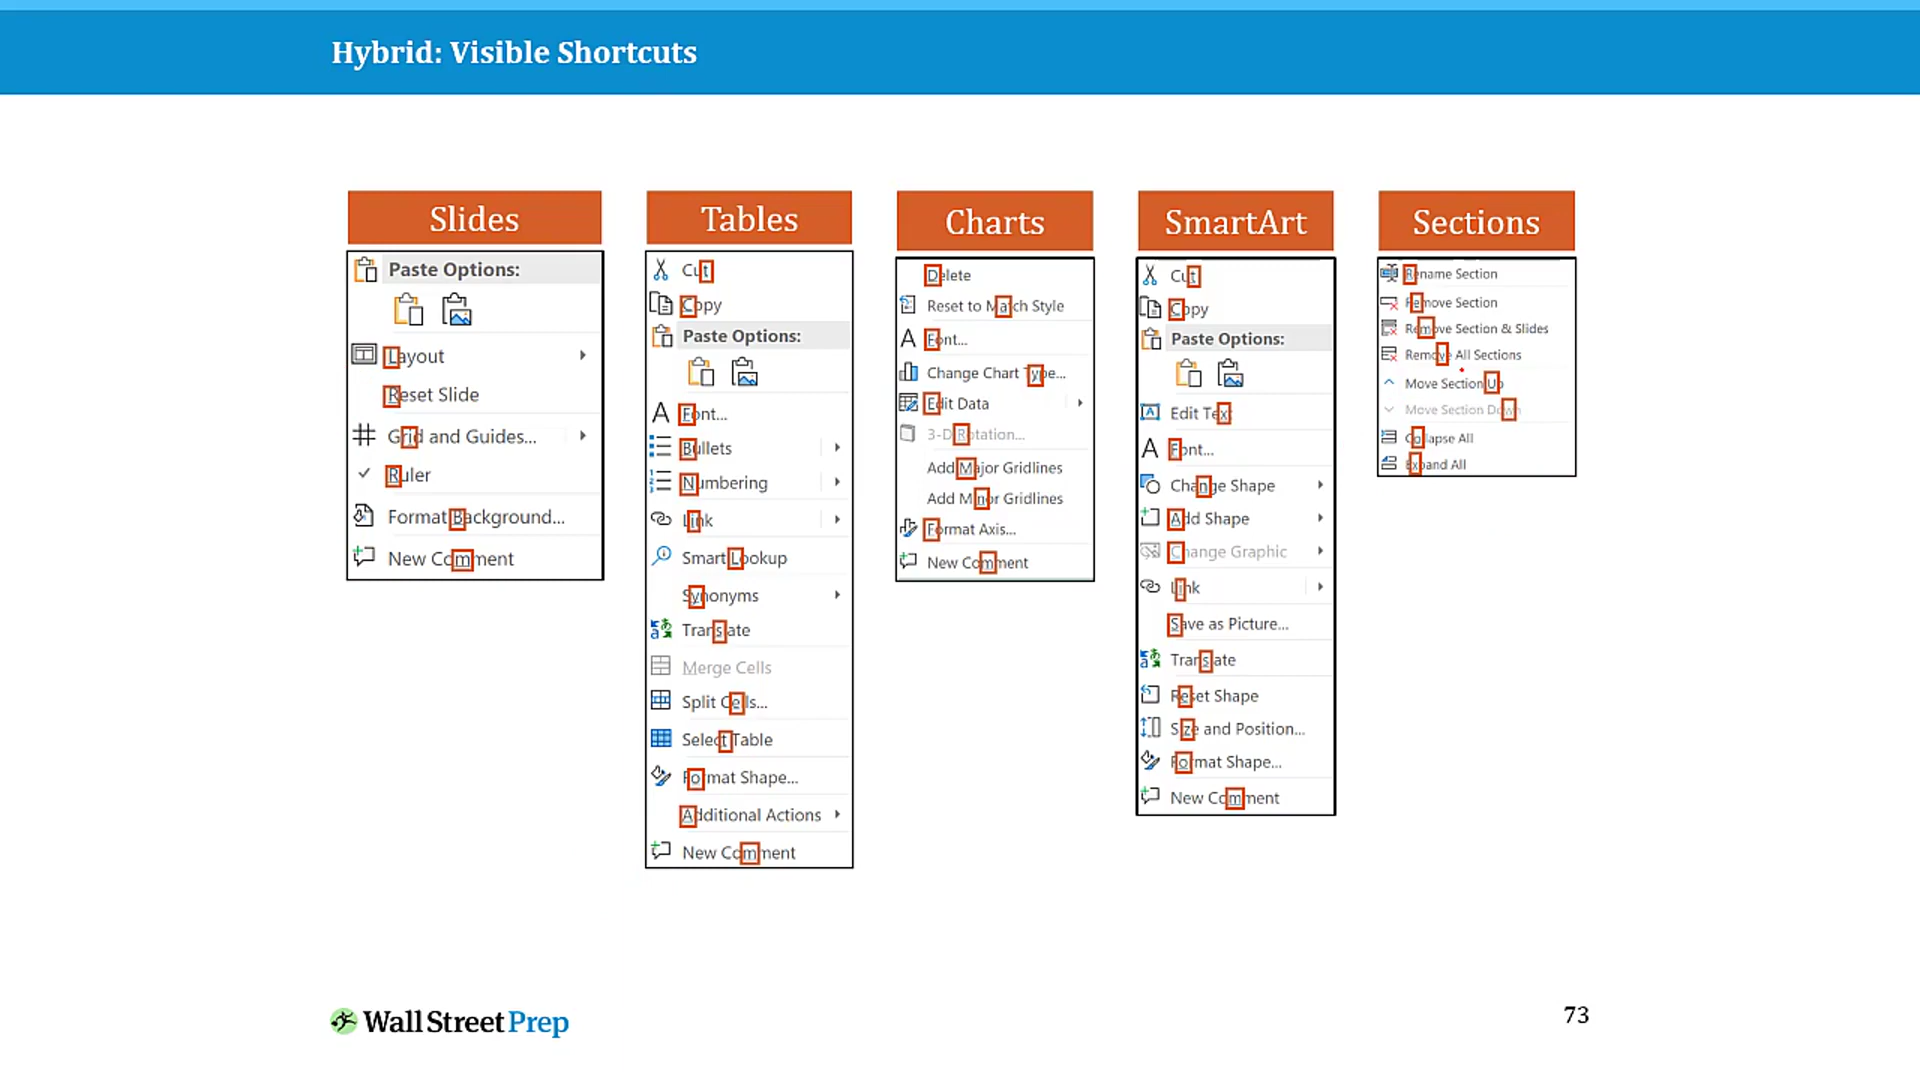 Hybrid: Visible Shortcuts
Slides
Paste Options:
Layout
Reset Slide
Grid and Guides...
Ruler
Format Background...
New Comment
Tables
Cut
Copy
Paste Options:
Font...
Bullets
Numbering
Link
Smart Lookup
Synonyms
Translate
Merge Cells
Split Cells...
Select Table
Format Shape...
Additional Actions
New Comment
Charts
Delete
Reset to Match Style
Font...
Change Chart Type...
Edit Data
3-D Rotation...
Add Major Gridlines
Add Minor Gridlines
Format Axis...
New Comment
SmartArt
Cut
Copy
Paste Options:
Edit Text
Font...
Change Shape
Add Shape
Change Graphic
Link
Save as Picture...
Translate
Reset Shape
Size and Position...
Format Shape...
New Comment
Sections
Rename Section
Remove Section
Remove Section & Slides
Remove All Sections
Move Section Up
Move Section Down
Collapse All
Expand All
Wall Street Prep
73